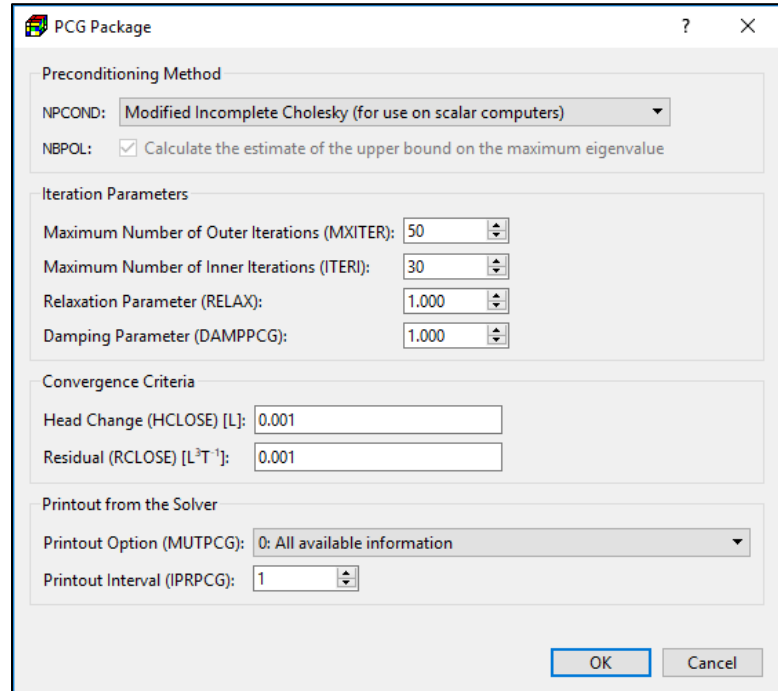 PCG Package
Preconditioning Method
NPCOND: Modified Incomplete Cholesky (for use on scalar computers)
NBPOL: Calculate the estimate of the upper bound on the maximum eigenvalue
Iteration Parameters
Maximum Number of Outer Iterations (MXITER): 50
Maximum Number of Inner Iterations (ITERI): 30
Relaxation Parameter (RELAX): 1.000
Damping Parameter (DAMPPCG): 1.000
Convergence Criteria
Head Change (HCLOSE) [L]: 0.001
Residual (RCLOSE) [L³T⁻¹]: 0.001
Printout from the Solver
Printout Option (MUTPCG): 0: All available information
Printout Interval (IPRPCG): 1
OK Cancel